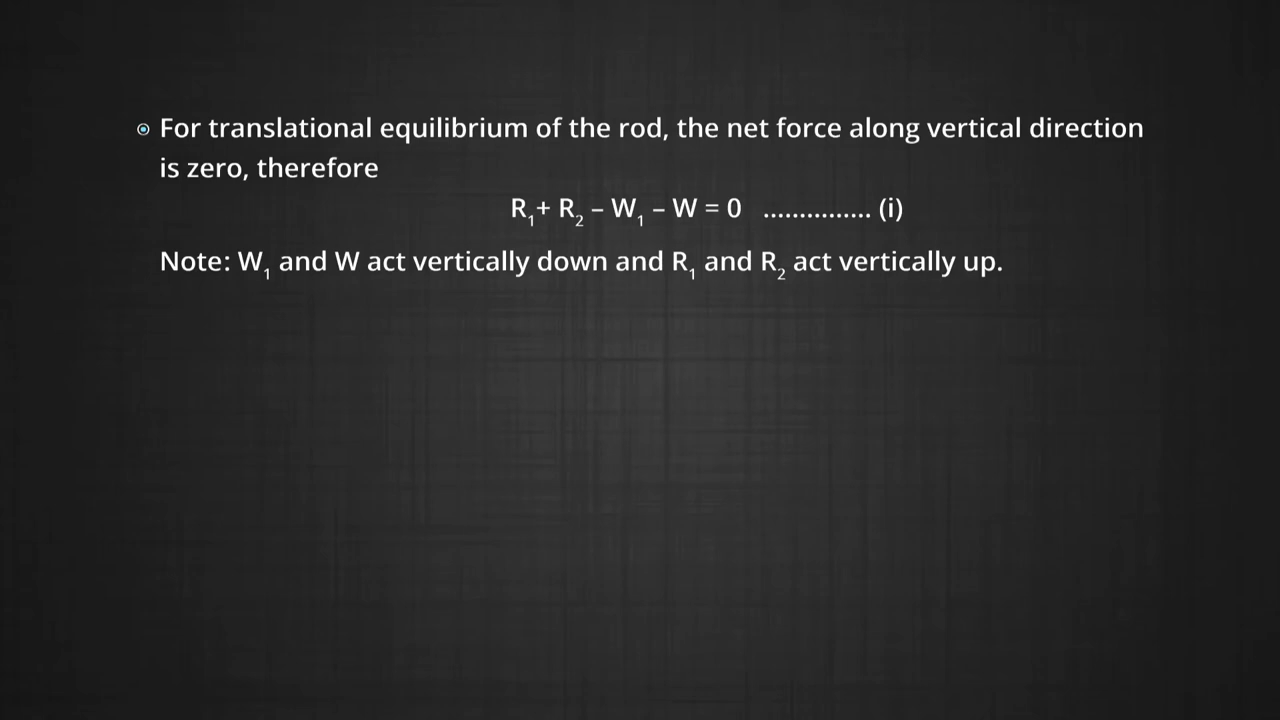 For translational equilibrium of the rod, the net force along vertical direction
is zero, therefore
R₁+ R₂ – W₁ – W = 0 ............... (i)
Note: W₁ and W act vertically down and R₁ and R₂ act vertically up.